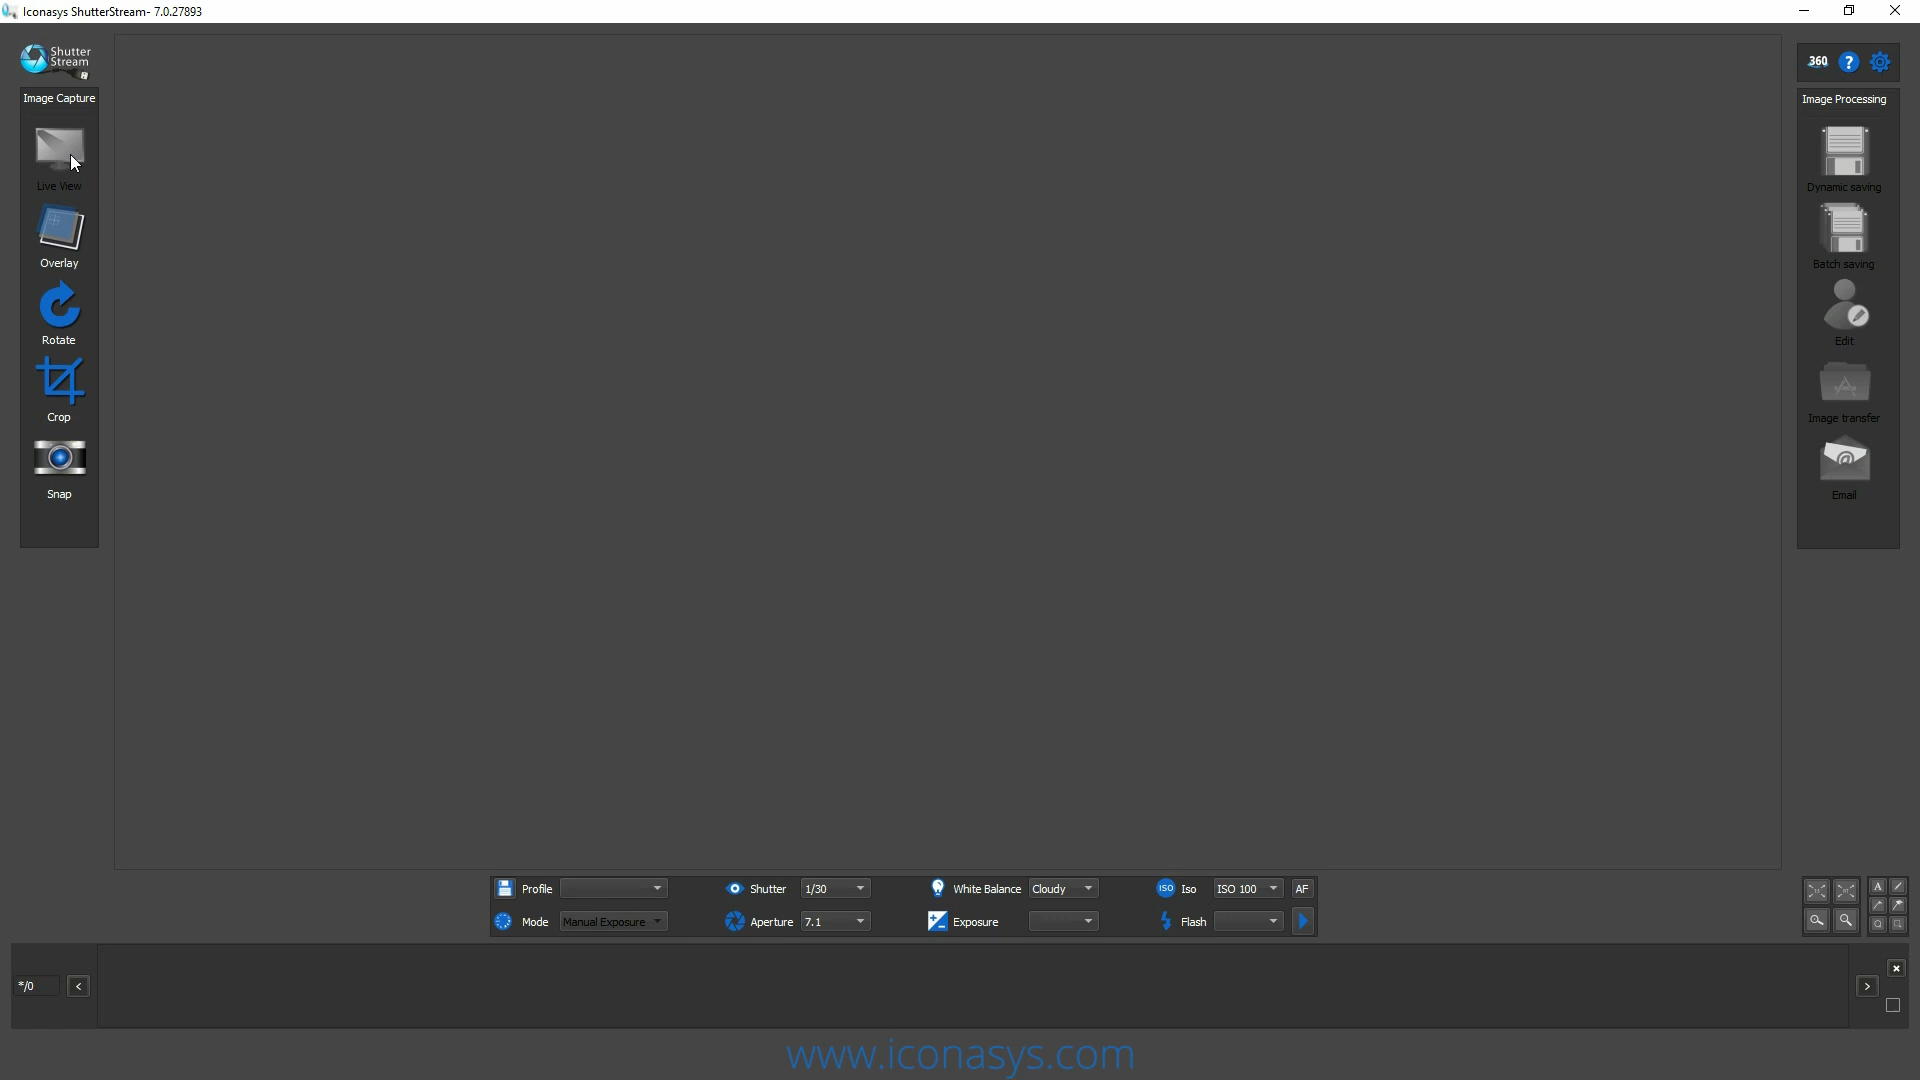 Iconasys ShutterStream- 7.0.27893
Shutter
Stream
Image Capture
Live View
Overlay
Rotate
Crop
Snap
360
?
Image Processing
Dynamic saving
Batch saving
Edit
Image transfer
Email
Profile
Shutter 1/30
White Balance Cloudy
ISO Iso ISO 100 AF
Mode Manual Exposure
Aperture 7.1
Exposure
Flash
A
*/0
<
>
www.iconasys.com